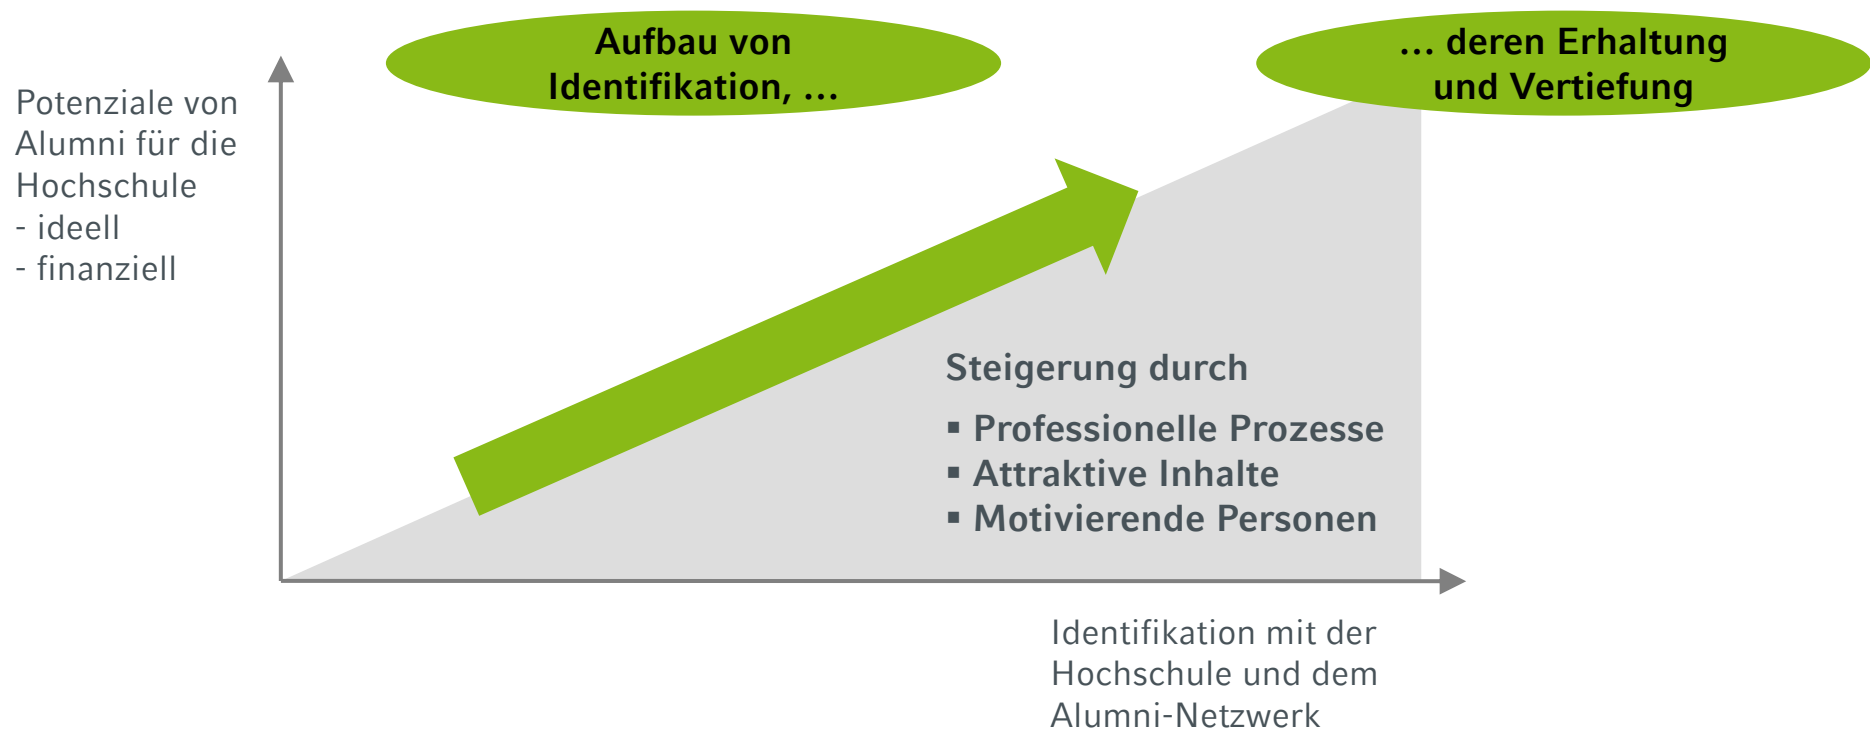 Aufbau von
Identifikation, …
… deren Erhaltung
und Vertiefung
Potenziale von
Alumni für die
Hochschule
- ideell
- finanziell
Steigerung durch
▪ Professionelle Prozesse
▪ Attraktive Inhalte
▪ Motivierende Personen
Identifikation mit der
Hochschule und dem
Alumni-Netzwerk